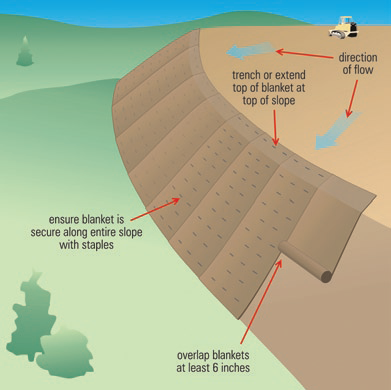 direction
of flow
trench or extend
top of blanket at
top of slope
ensure blanket is
secure along entire slope
with staples
overlap blankets
at least 6 inches